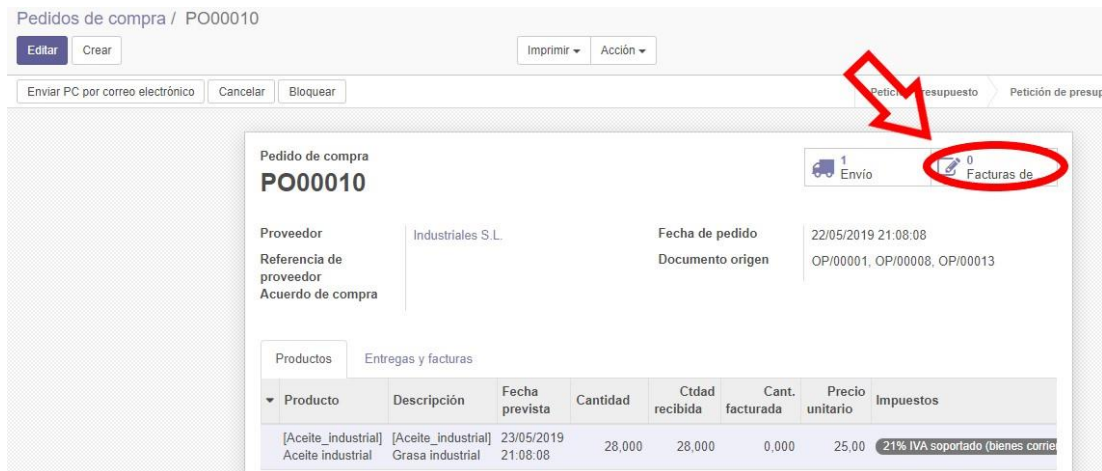 Pedidos de compra / PO00010
Editar Crear Imprimir Acción
Enviar PC por correo electrónico Cancelar Bloquear Petición presupuesto Petición de presup
Pedido de compra
PO00010
1 Envío
0 Facturas de
Proveedor Industriales S.L. Fecha de pedido 22/05/2019 21:08:08
Referencia de proveedor Documento origen OP/00001, OP/00008, OP/00013
Acuerdo de compra
Productos Entregas y facturas
Producto Descripción Fecha prevista Cantidad Ctdad recibida Cant. facturada Precio unitario Impuestos
[Aceite_industrial] [Aceite_industrial] 23/05/2019 28,000 28,000 0,000 25,00 21% IVA soportado (bienes corrie
Aceite industrial Grasa industrial 21:08:08